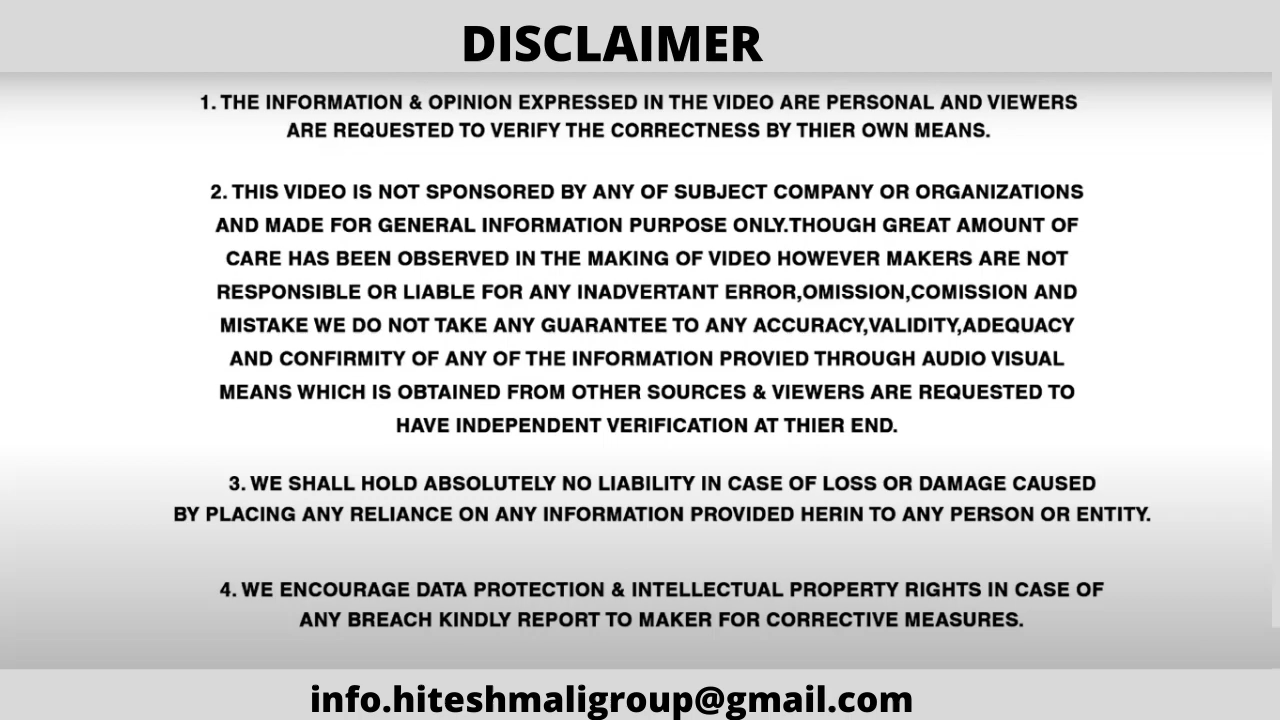 DISCLAIMER
1. THE INFORMATION & OPINION EXPRESSED IN THE VIDEO ARE PERSONAL AND VIEWERS
ARE REQUESTED TO VERIFY THE CORRECTNESS BY THIER OWN MEANS.
2. THIS VIDEO IS NOT SPONSORED BY ANY OF SUBJECT COMPANY OR ORGANIZATIONS
AND MADE FOR GENERAL INFORMATION PURPOSE ONLY.THOUGH GREAT AMOUNT OF
CARE HAS BEEN OBSERVED IN THE MAKING OF VIDEO HOWEVER MAKERS ARE NOT
RESPONSIBLE OR LIABLE FOR ANY INADVERTANT ERROR,OMISSION,COMISSION AND
MISTAKE WE DO NOT TAKE ANY GUARANTEE TO ANY ACCURACY,VALIDITY,ADEQUACY
AND CONFIRMITY OF ANY OF THE INFORMATION PROVIED THROUGH AUDIO VISUAL
MEANS WHICH IS OBTAINED FROM OTHER SOURCES & VIEWERS ARE REQUESTED TO
HAVE INDEPENDENT VERIFICATION AT THIER END.
3. WE SHALL HOLD ABSOLUTELY NO LIABILITY IN CASE OF LOSS OR DAMAGE CAUSED
BY PLACING ANY RELIANCE ON ANY INFORMATION PROVIDED HERIN TO ANY PERSON OR ENTITY.
4. WE ENCOURAGE DATA PROTECTION & INTELLECTUAL PROPERTY RIGHTS IN CASE OF
ANY BREACH KINDLY REPORT TO MAKER FOR CORRECTIVE MEASURES.
info.hiteshmaligroup@gmail.com